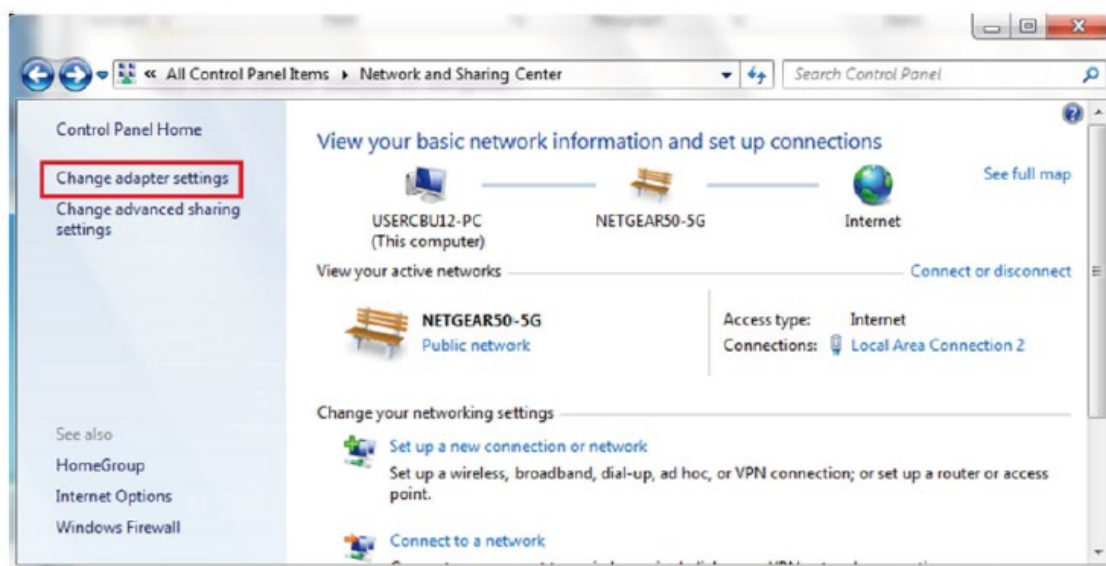 « All Control Panel Items ▸ Network and Sharing Center
Search Control Panel
Control Panel Home
Change adapter settings
Change advanced sharing
settings
See also
HomeGroup
Internet Options
Windows Firewall
View your basic network information and set up connections
See full map
USERCBU12-PC
(This computer)
NETGEAR50-5G
Internet
View your active networks
Connect or disconnect
NETGEAR50-5G
Public network
Access type: Internet
Connections: Local Area Connection 2
Change your networking settings
Set up a new connection or network
Set up a wireless, broadband, dial-up, ad hoc, or VPN connection; or set up a router or access
point.
Connect to a network